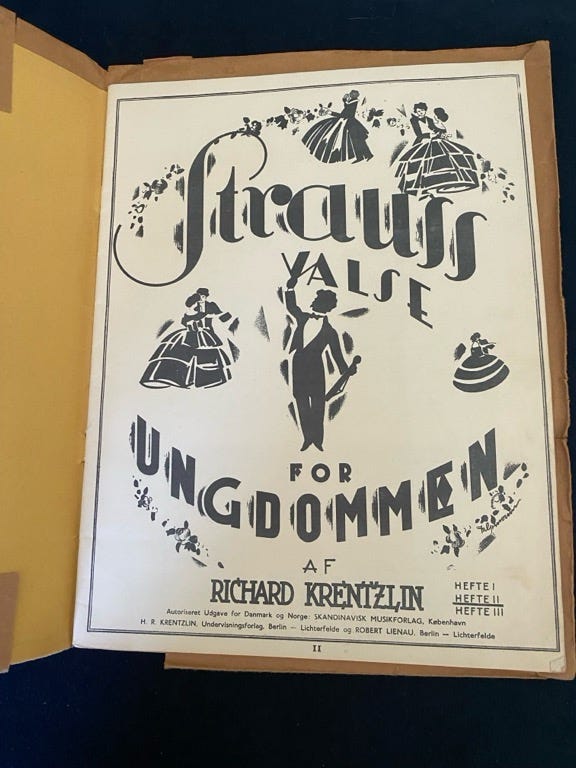 Strauss
VALSE
FOR
UNGDOMMEN
AF
RICHARD KRENTZLIN
HEFTE I
HEFTE II
HEFTE III
Autoriseret Udgave for Danmark og Norge: SKANDINAVISK MUSIKFORLAG, København
H. R. KRENTZLIN, Undervisningsforlag, Berlin — Lichterfelde og ROBERT LIENAU, Berlin — Lichterfelde
II